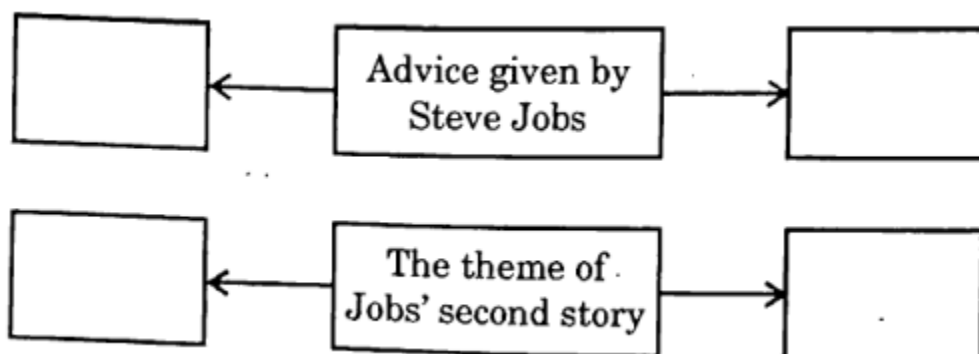 Advice given by
Steve Jobs
The theme of
Jobs' second story